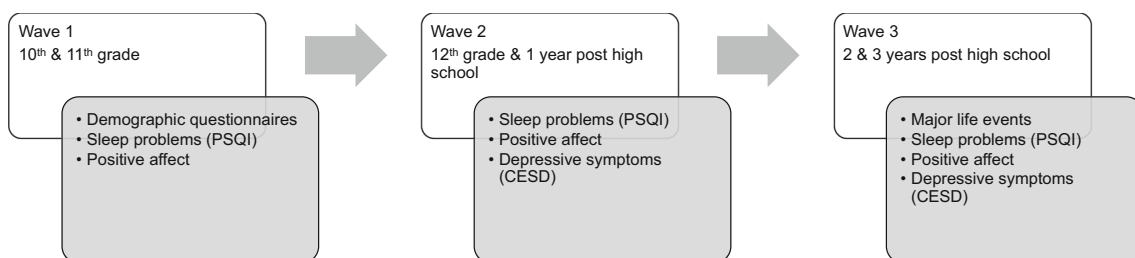 Wave 1
10th & 11th grade
• Demographic questionnaires
• Sleep problems (PSQI)
• Positive affect
Wave 2
12th grade & 1 year post high
school
• Sleep problems (PSQI)
• Positive affect
• Depressive symptoms
(CESD)
Wave 3
2 & 3 years post high school
• Major life events
• Sleep problems (PSQI)
• Positive affect
• Depressive symptoms
(CESD)